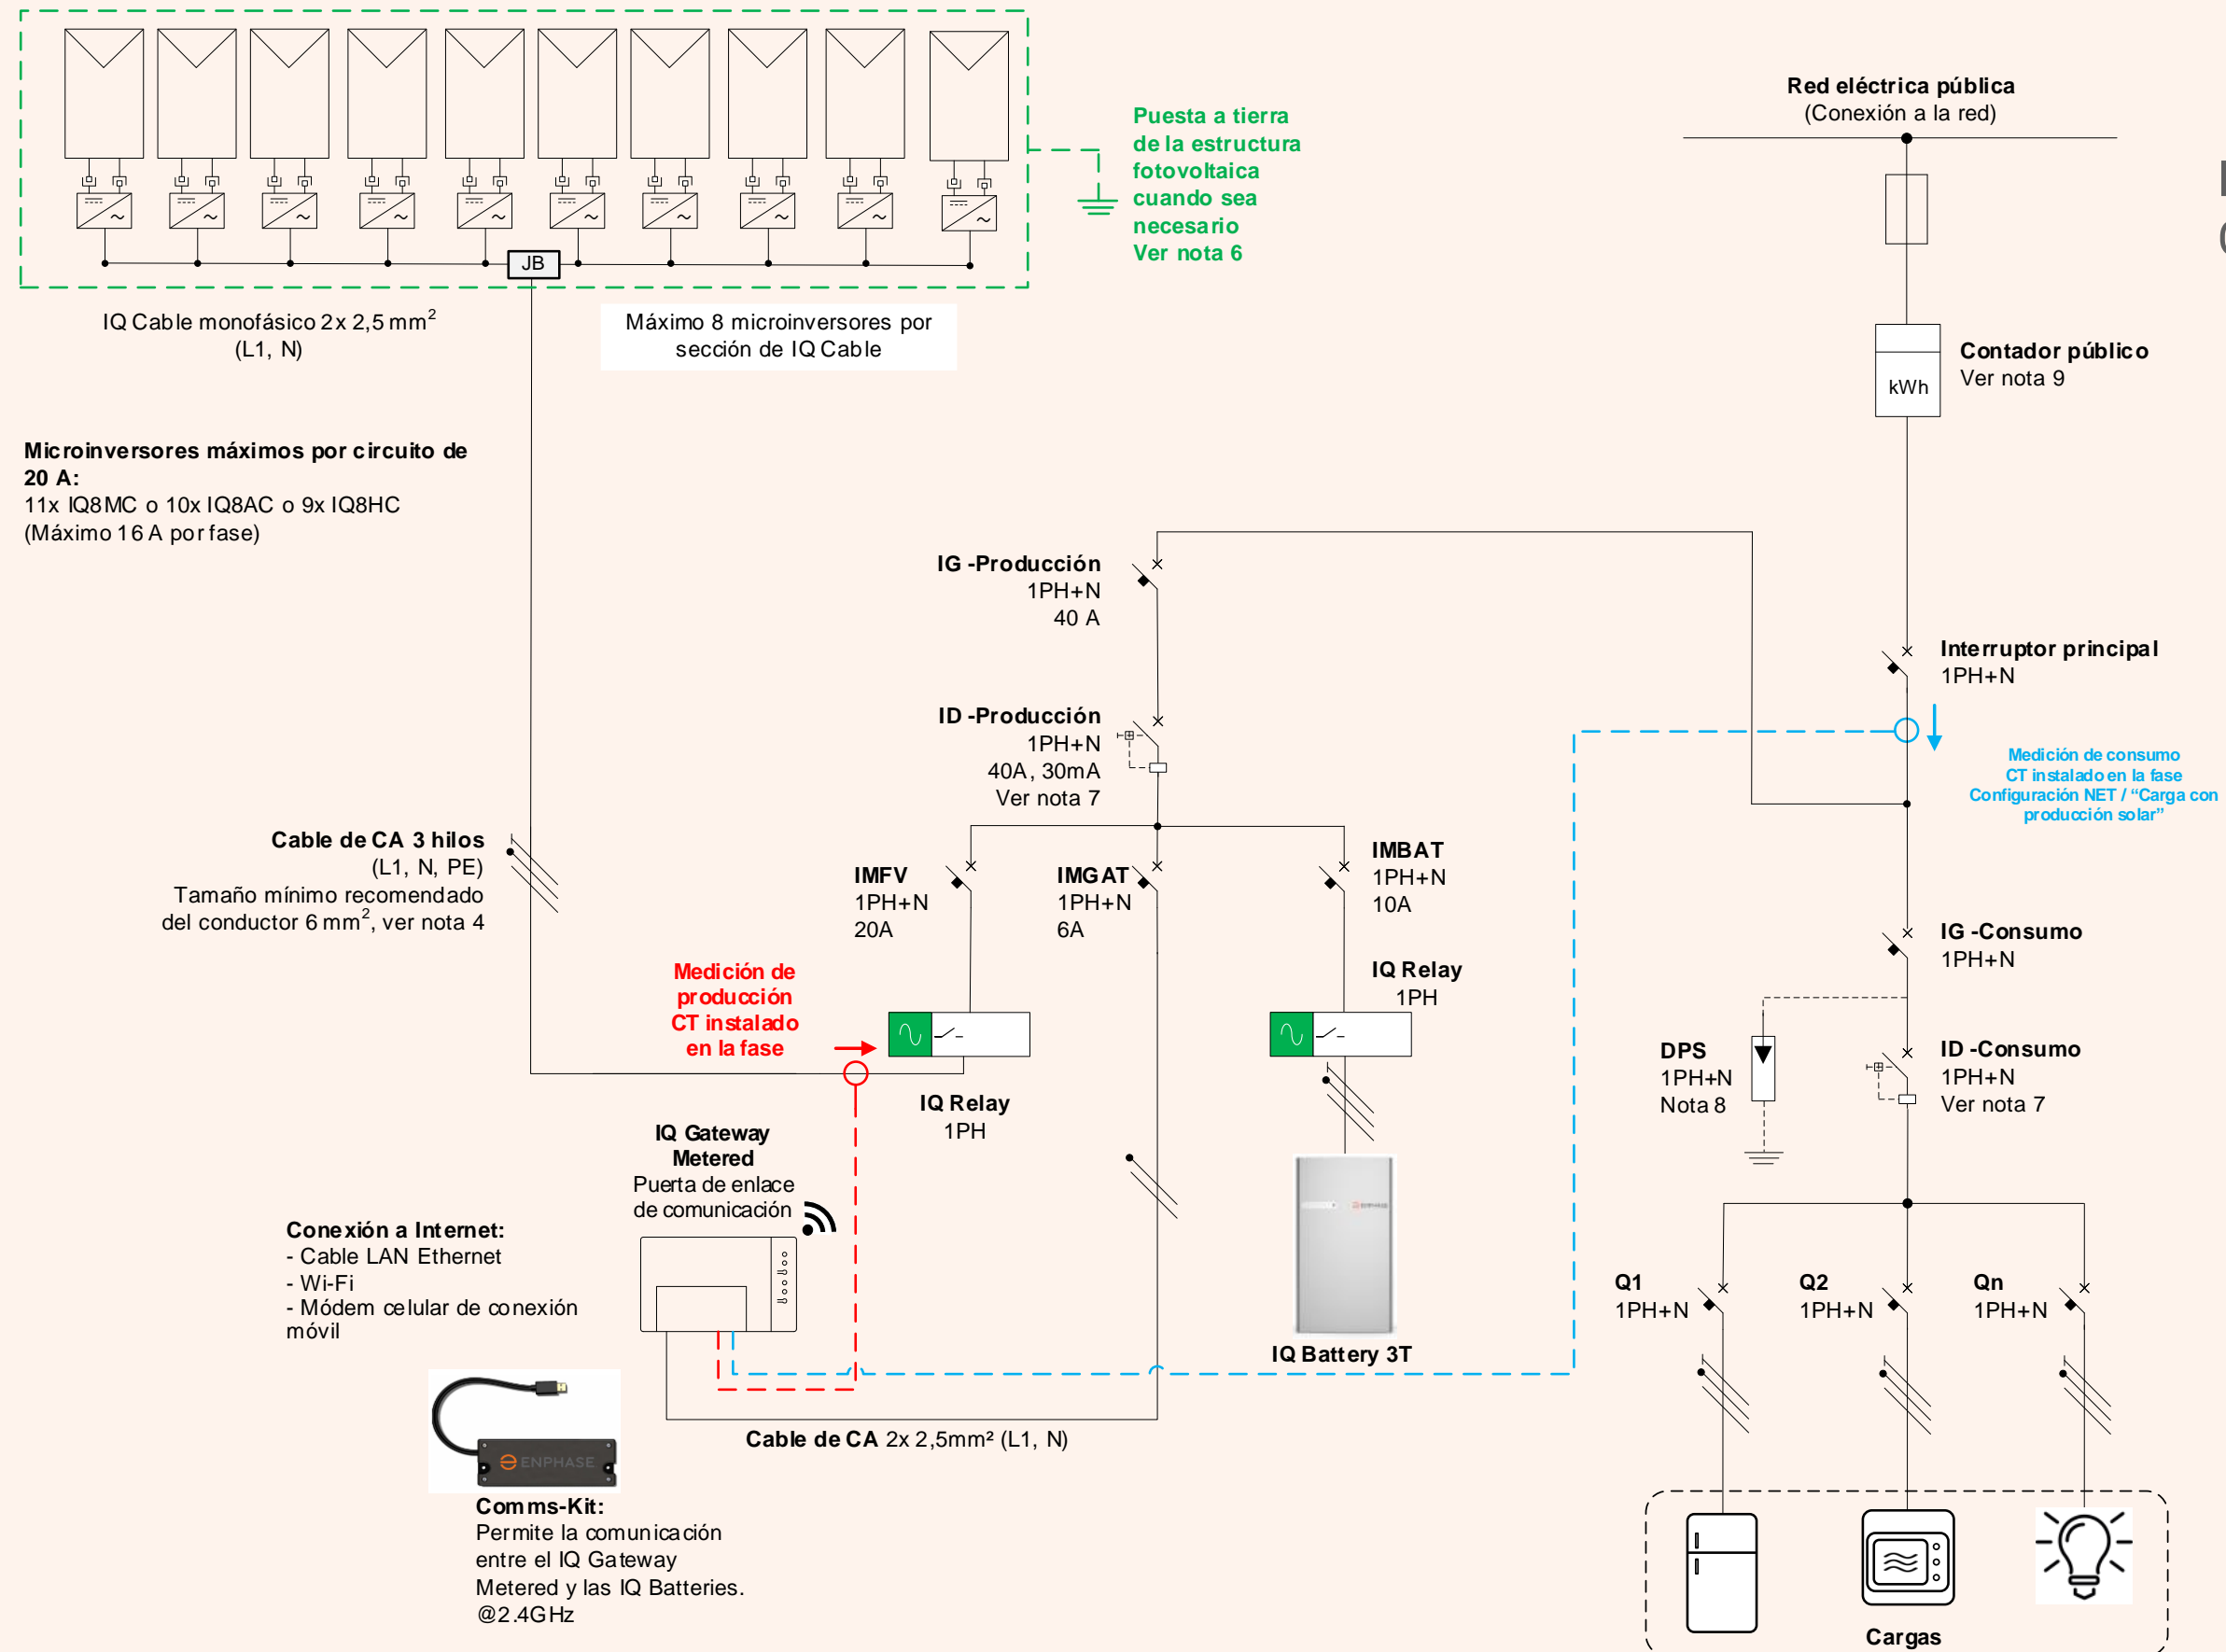 JB
IQ Cable monofásico 2x 2,5 mm²
(L1, N)
Máximo 8 microinversores por
sección de IQ Cable
Puesta a tierra
de la estructura
fotovoltaica
cuando sea
necesario
Ver nota 6
Red eléctrica pública
(Conexión a la red)
kWh
Contador público
Ver nota 9
Microinversores máximos por circuito de
20 A:
11x IQ8MC o 10x IQ8AC o 9x IQ8HC
(Máximo 16 A por fase)
IG -Producción
1PH+N
40 A
ID -Producción
1PH+N
40A, 30mA
Ver nota 7
Interruptor principal
1PH+N
Medición de consumo
CT instalado en la fase
Configuración NET / “Carga con
producción solar”
Cable de CA 3 hilos
(L1, N, PE)
Tamaño mínimo recomendado
del conductor 6 mm², ver nota 4
IMFV
1PH+N
20A
IMGAT
1PH+N
6A
IMBAT
1PH+N
10A
Medición de
producción
CT instalado
en la fase
IQ Relay
1PH
IQ Relay
1PH
IG -Consumo
1PH+N
DPS
1PH+N
Nota 8
ID -Consumo
1PH+N
Ver nota 7
IQ Gateway
Metered
Puerta de enlace
de comunicación
Conexión a Internet:
- Cable LAN Ethernet
- Wi-Fi
- Módem celular de conexión
móvil
ENPHASE
IQ Battery 3T
Q1
1PH+N
Q2
1PH+N
Qn
1PH+N
Cable de CA 2x 2,5mm² (L1, N)
ENPHASE
Comms-Kit:
Permite la comunicación
entre el IQ Gateway
Metered y las IQ Batteries.
@2.4GHz
Cargas